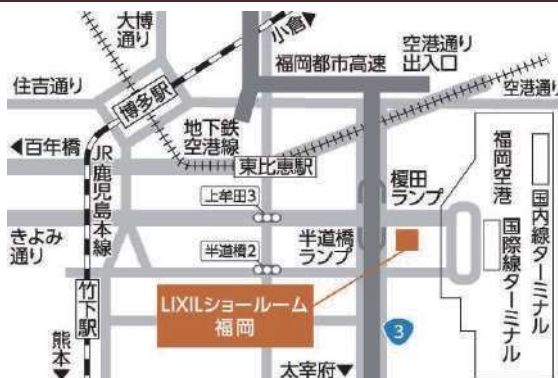 大博
通り
小倉▶
空港通り
出入口
福岡都市高速
住吉通り
博多駅
空港通り
地下鉄
空港線
◀百年橋
東比恵駅
榎田
ランプ
JR鹿児島本線
上牟田3
福岡空港
国内線ターミナル
国際線ターミナル
きよみ
通り
半道橋2
半道橋
ランプ
竹下駅
LIXILショールーム
福岡
3
熊本
▼
太宰府▼